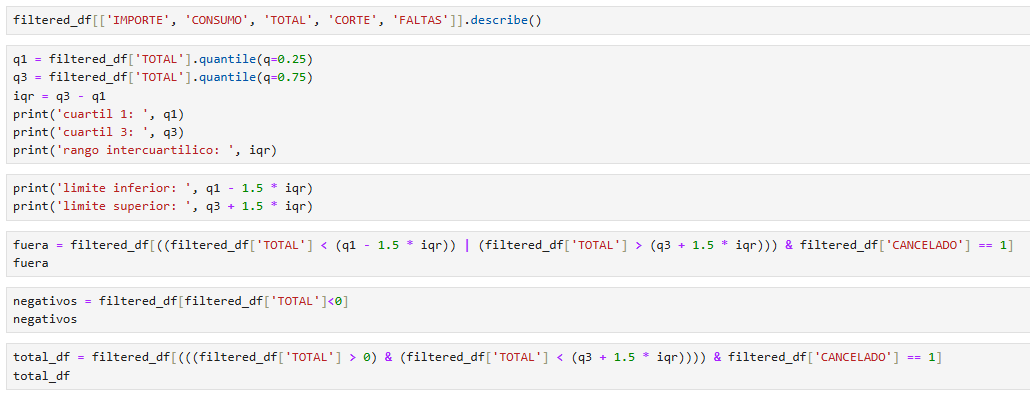 filtered_df[['IMPORTE', 'CONSUMO', 'TOTAL', 'CORTE', 'FALTAS']].describe()
q1 = filtered_df['TOTAL'].quantile(q=0.25)
q3 = filtered_df['TOTAL'].quantile(q=0.75)
iqr = q3 - q1
print('cuartil 1: ', q1)
print('cuartil 3: ', q3)
print('rango intercuartilico: ', iqr)
print('limite inferior: ', q1 - 1.5 * iqr)
print('limite superior: ', q3 + 1.5 * iqr)
fuera = filtered_df[((filtered_df['TOTAL'] < (q1 - 1.5 * iqr)) | (filtered_df['TOTAL'] > (q3 + 1.5 * iqr))) & filtered_df['CANCELADO'] == 1]
fuera
negativos = filtered_df[filtered_df['TOTAL']<0]
negativos
total_df = filtered_df[(((filtered_df['TOTAL'] > 0) & (filtered_df['TOTAL'] < (q3 + 1.5 * iqr)))) & filtered_df['CANCELADO'] == 1]
total_df